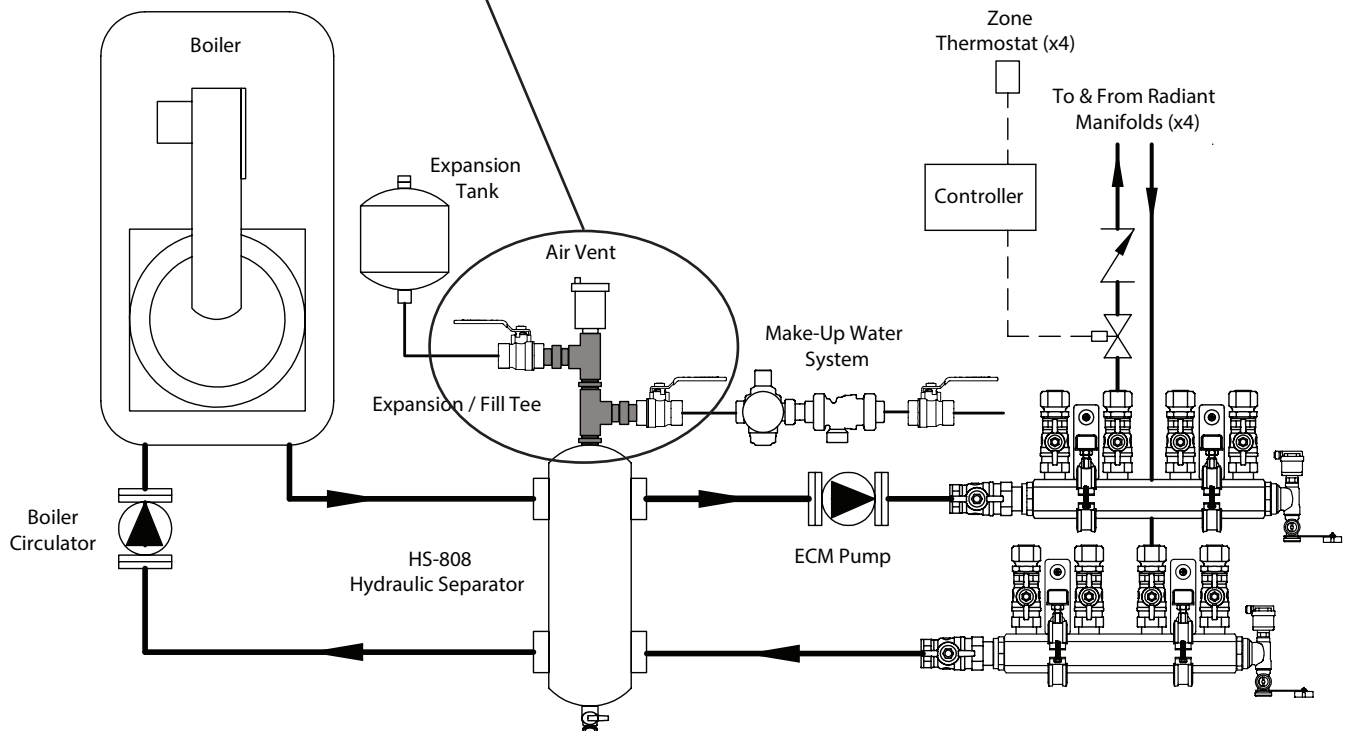 Boiler
Zone
Thermostat (x4)
To & From Radiant
Manifolds (x4)
Expansion
Tank
Controller
Air Vent
Make-Up Water
System
Expansion / Fill Tee
Boiler
Circulator
HS-808
Hydraulic Separator
ECM Pump